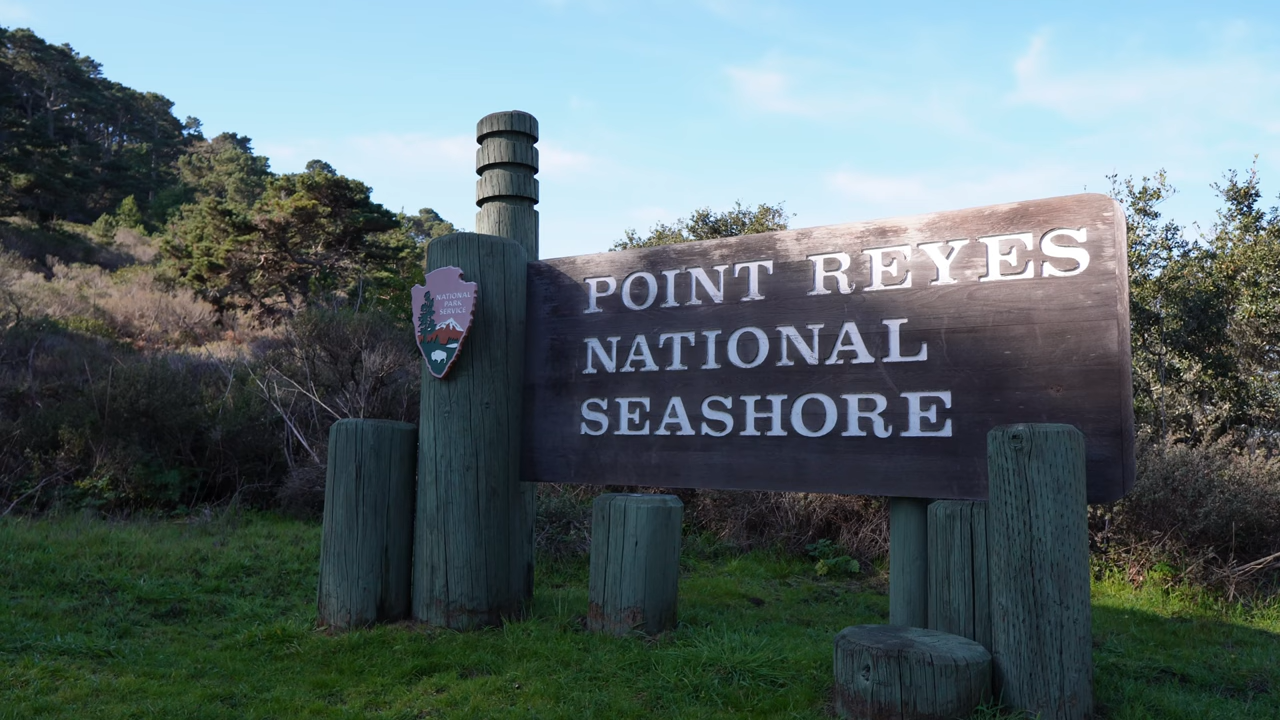 NATIONAL
PARK
SERVICE
POINT REYES
NATIONAL
SEASHORE